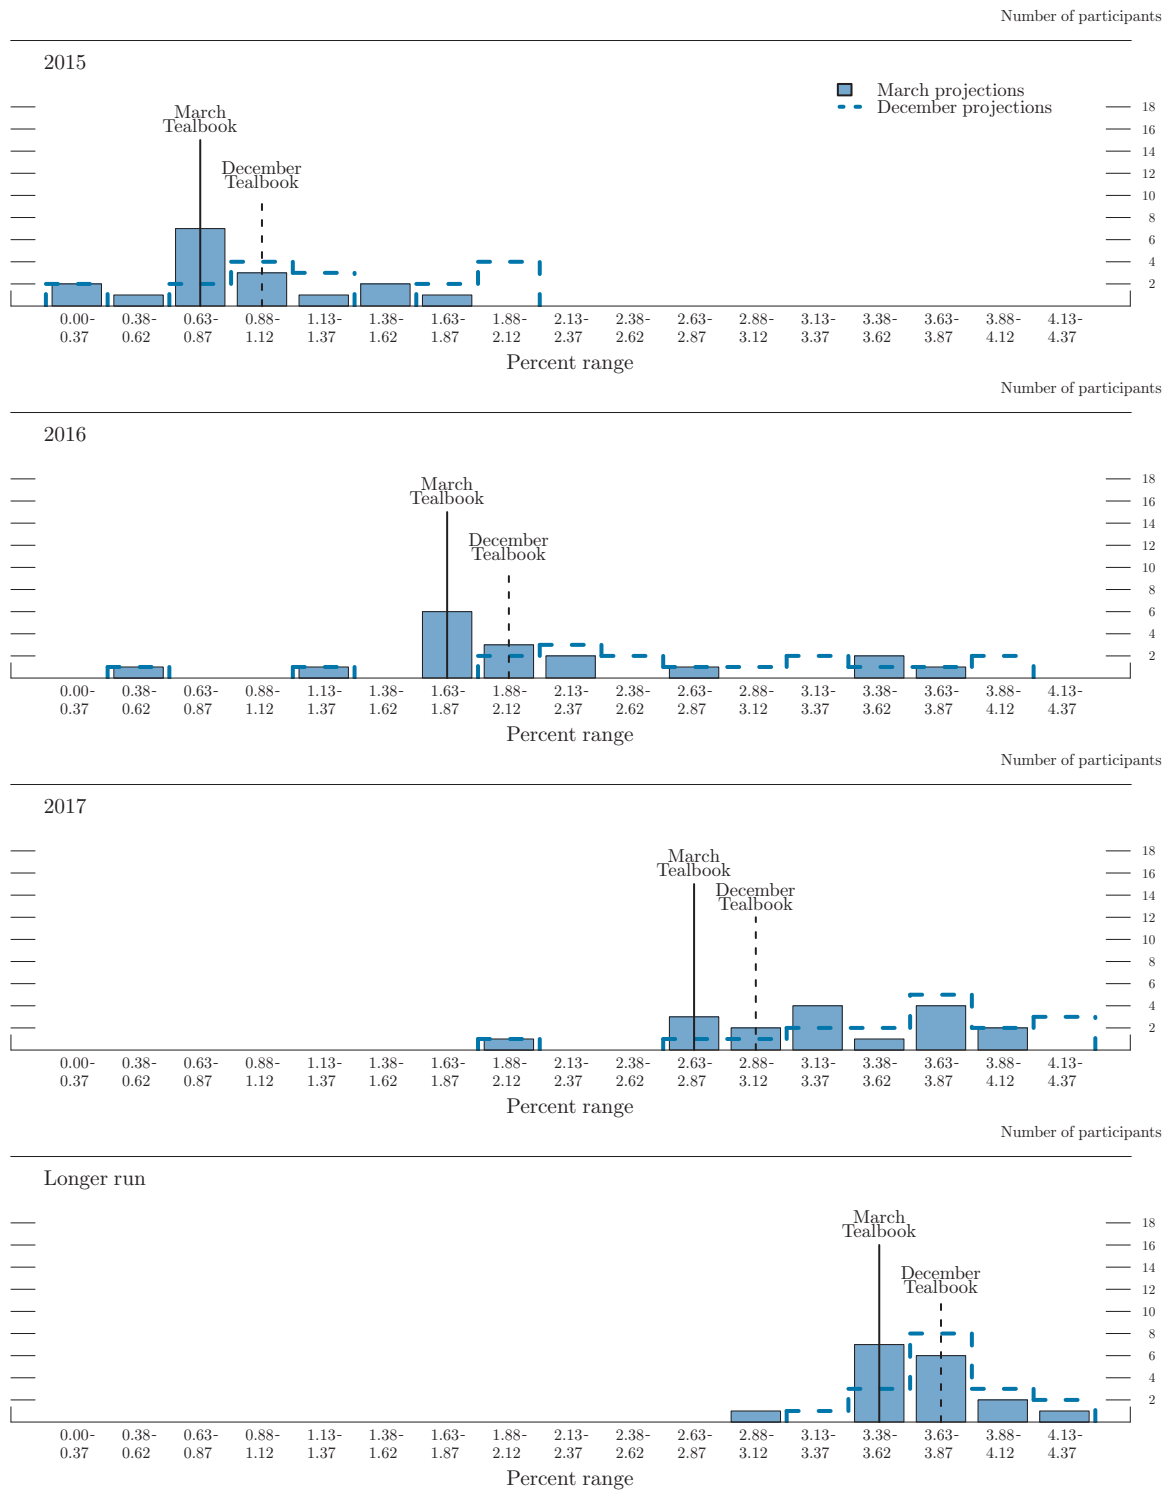 Number of participants
2015
March projections
December projections
March
Tealbook
December
Tealbook
18
16
14
12
10
8
6
4
2
0.00- 0.38- 0.63- 0.88- 1.13- 1.38- 1.63- 1.88- 2.13- 2.38- 2.63- 2.88- 3.13- 3.38- 3.63- 3.88- 4.13-
0.37 0.62 0.87 1.12 1.37 1.62 1.87 2.12 2.37 2.62 2.87 3.12 3.37 3.62 3.87 4.12 4.37
Percent range
Number of participants
2016
March
Tealbook
December
Tealbook
18
16
14
12
10
8
6
4
2
0.00- 0.38- 0.63- 0.88- 1.13- 1.38- 1.63- 1.88- 2.13- 2.38- 2.63- 2.88- 3.13- 3.38- 3.63- 3.88- 4.13-
0.37 0.62 0.87 1.12 1.37 1.62 1.87 2.12 2.37 2.62 2.87 3.12 3.37 3.62 3.87 4.12 4.37
Percent range
Number of participants
2017
March
Tealbook
December
Tealbook
18
16
14
12
10
8
6
4
2
0.00- 0.38- 0.63- 0.88- 1.13- 1.38- 1.63- 1.88- 2.13- 2.38- 2.63- 2.88- 3.13- 3.38- 3.63- 3.88- 4.13-
0.37 0.62 0.87 1.12 1.37 1.62 1.87 2.12 2.37 2.62 2.87 3.12 3.37 3.62 3.87 4.12 4.37
Percent range
Number of participants
Longer run
March
Tealbook
December
Tealbook
18
16
14
12
10
8
6
4
2
0.00- 0.38- 0.63- 0.88- 1.13- 1.38- 1.63- 1.88- 2.13- 2.38- 2.63- 2.88- 3.13- 3.38- 3.63- 3.88- 4.13-
0.37 0.62 0.87 1.12 1.37 1.62 1.87 2.12 2.37 2.62 2.87 3.12 3.37 3.62 3.87 4.12 4.37
Percent range